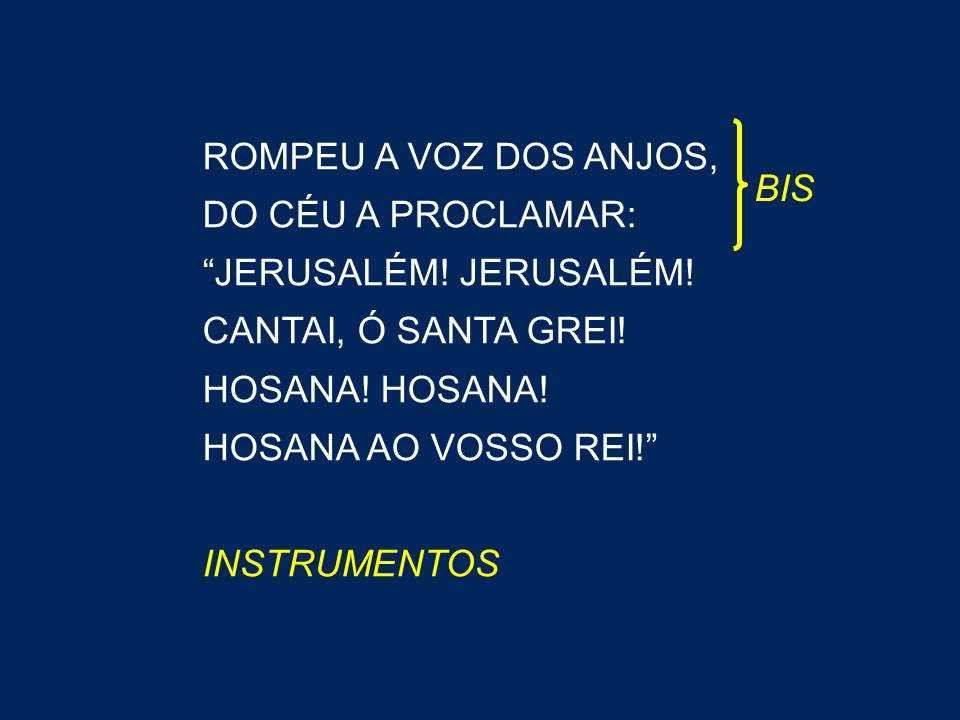 ROMPEU A VOZ DOS ANJOS,
BIS
DO CÉU A PROCLAMAR:
“JERUSALÉM! JERUSALÉM!
CANTAI, Ó SANTA GREI!
HOSANA! HOSANA!
HOSANA AO VOSSO REI!”
INSTRUMENTOS